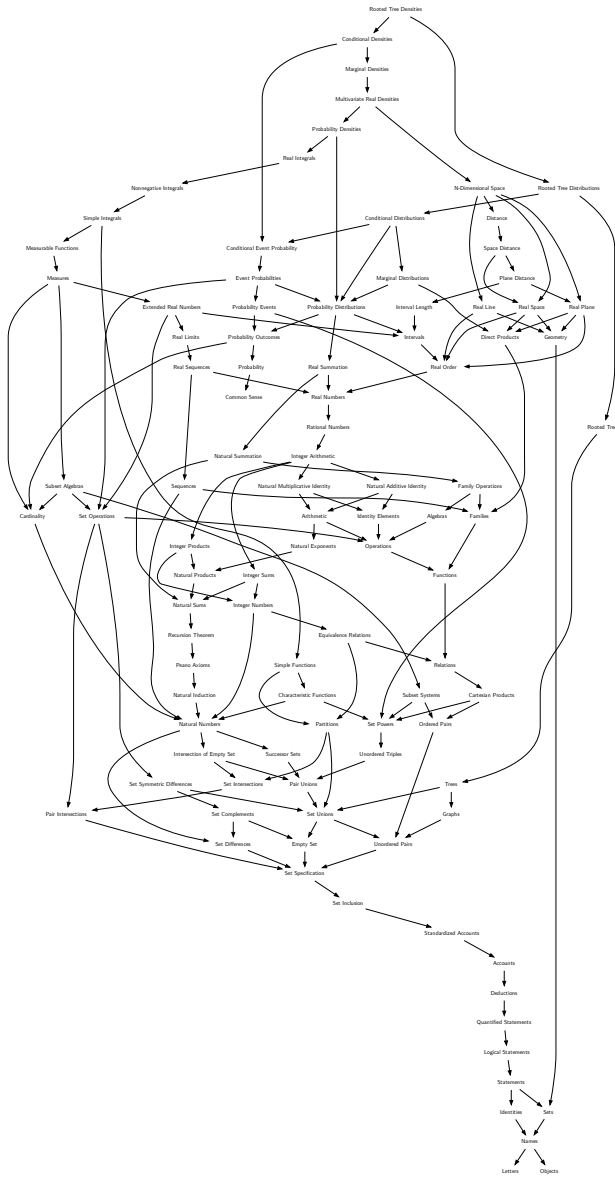 Rooted Tree Densities
Conditional Densities
Marginal Densities
Multivariate Real Densities
Probability Densities
Real Integrals
Nonnegative Integrals
N-Dimensional Space
Rooted Tree Distributions
Simple Integrals
Conditional Distributions
Distance
Measurable Functions
Conditional Event Probability
Space Distance
Measures
Event Probabilities
Marginal Distributions
Plane Distance
Extended Real Numbers
Probability Events
Probability Distributions
Interval Length
Real Line
Real Space
Real Plane
Real Limits
Probability Outcomes
Intervals
Direct Products
Geometry
Real Sequences
Probability
Real Summation
Real Order
Common Sense
Real Numbers
Rational Numbers
Rooted Tree
Natural Summation
Integer Arithmetic
Subset Algebras
Sequences
Natural Multiplicative Identity
Natural Additive Identity
Family Operations
Cardinality
Set Operations
Arithmetic
Identity Elements
Algebras
Families
Integer Products
Natural Exponents
Operations
Natural Products
Integer Sums
Functions
Natural Sums
Integer Numbers
Recursion Theorem
Equivalence Relations
Peano Axioms
Simple Functions
Relations
Natural Induction
Characteristic Functions
Subset Systems
Cartesian Products
Natural Numbers
Partitions
Set Powers
Ordered Pairs
Intersection of Empty Set
Successor Sets
Unordered Triples
Set Symmetric Differences
Set Intersections
Pair Unions
Trees
Pair Intersections
Set Complements
Set Unions
Graphs
Set Differences
Empty Set
Unordered Pairs
Set Specification
Set Inclusion
Standardized Accounts
Accounts
Deductions
Quantified Statements
Logical Statements
Statements
Identities
Sets
Names
Letters
Objects